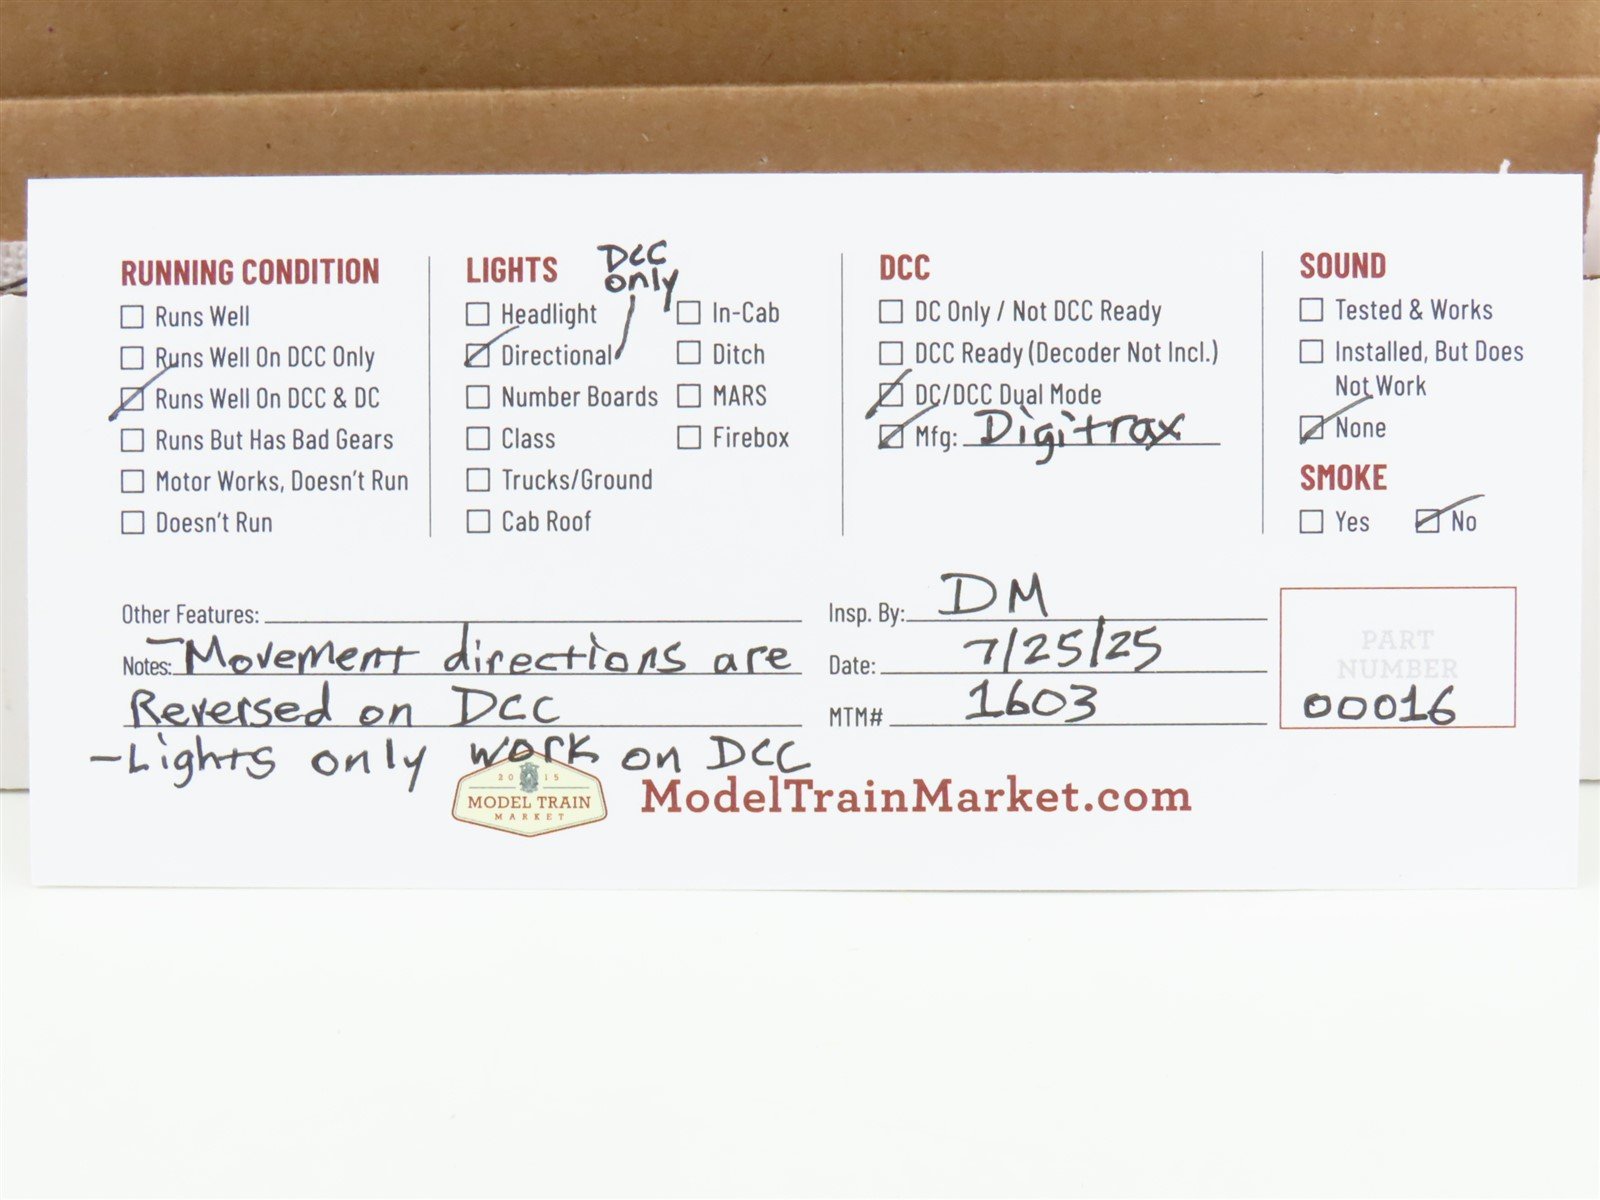 RUNNING CONDITION
Runs Well
Runs Well On DCC Only
Runs Well On DCC & DC
Runs But Has Bad Gears
Motor Works, Doesn't Run
Doesn't Run
LIGHTS
DCC
only
Headlight
Directional
Number Boards
Class
Trucks/Ground
Cab Roof
In-Cab
Ditch
MARS
Firebox
DCC
DC Only / Not DCC Ready
DCC Ready (Decoder Not Incl.)
DC/DCC Dual Mode
Mfg: Digitrax
SOUND
Tested & Works
Installed, But Does
Not Work
None
SMOKE
Yes No
Other Features:
Notes: -Movement directions are
Reversed on DCC
-Lights only work on DCC
Insp. By: DM
Date: 7/25/25
MTM# 1603
PART
NUMBER
00016
2015
MODEL TRAIN
MARKET
ModelTrainMarket.com